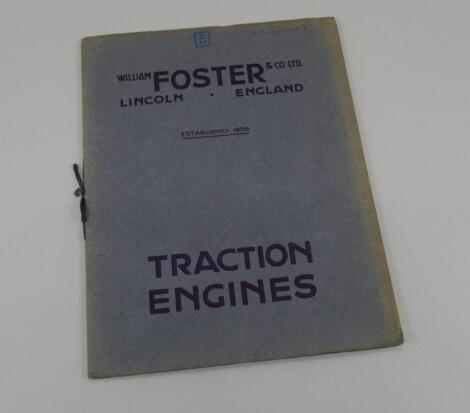 WILLIAM FOSTER & CO. LTD.
LINCOLN · ENGLAND
ESTABLISHED 1856
TRACTION
ENGINES